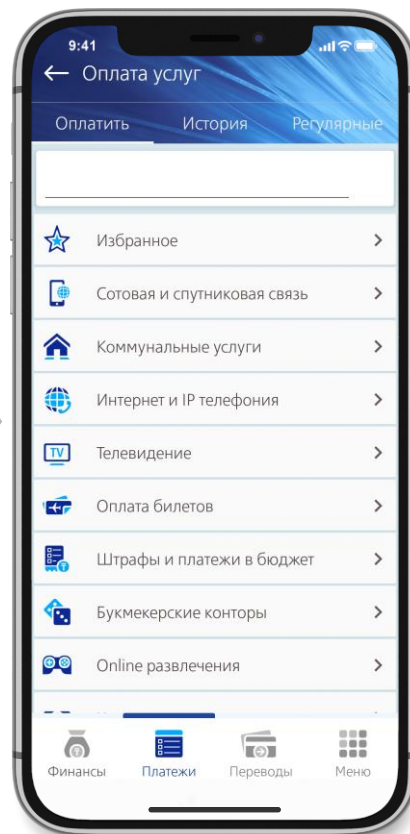 9:41
Оплата услуг
Оплатить История Регулярные
Избранное
Сотовая и спутниковая связь
Коммунальные услуги
Интернет и IP телефония
TV Телевидение
Оплата билетов
Штрафы и платежи в бюджет
Букмекерские конторы
Online развлечения
Финансы Платежи Переводы Меню